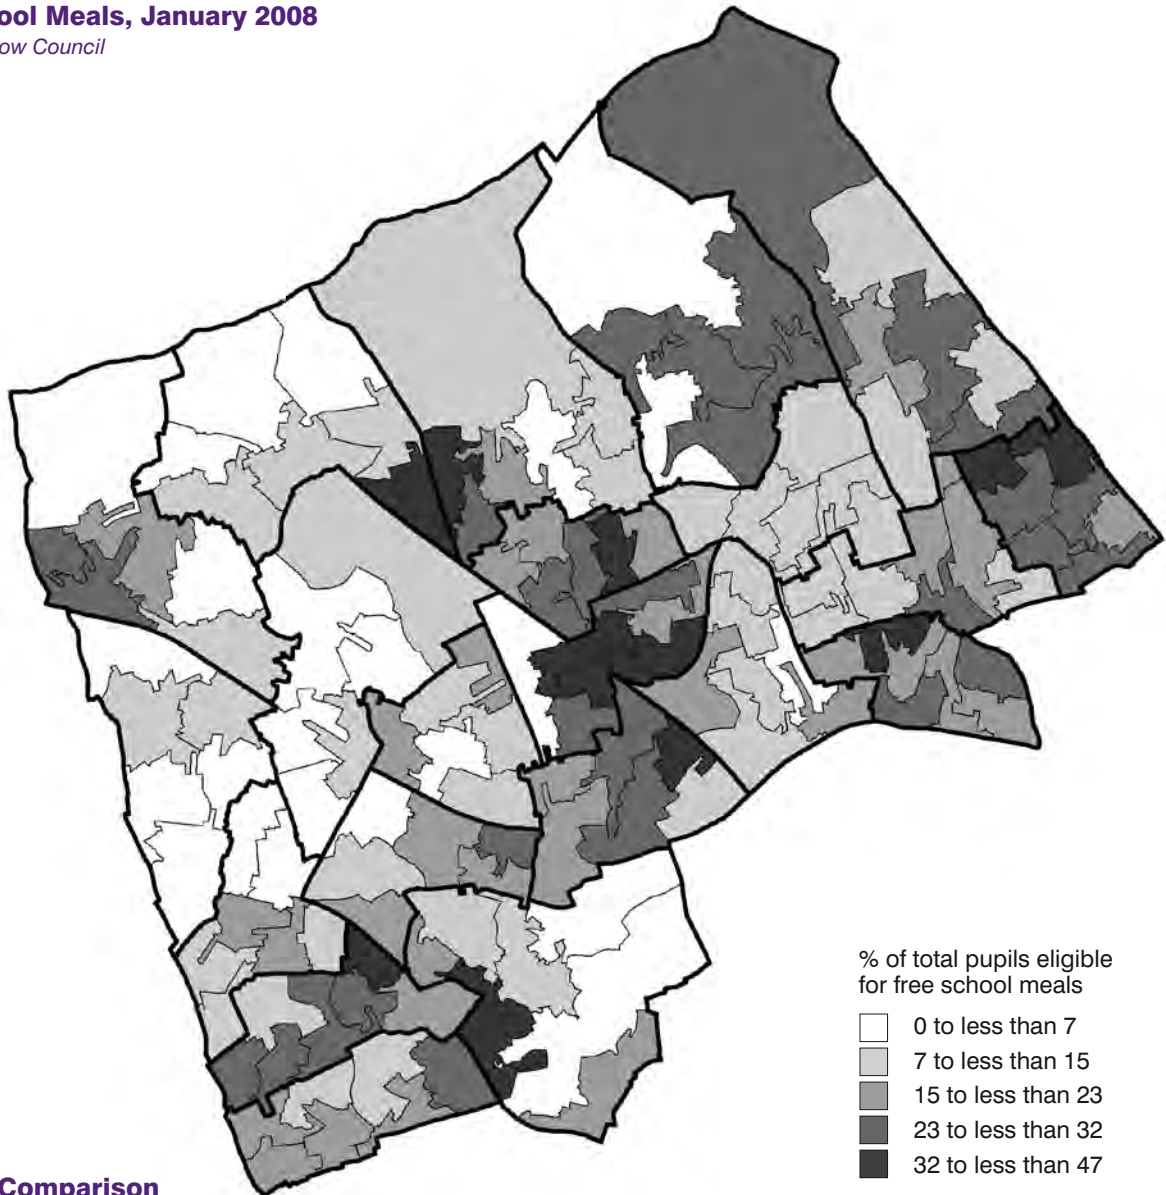 ool Meals, January 2008
ow Council
% of total pupils eligible
for free school meals
0 to less than 7
7 to less than 15
15 to less than 23
23 to less than 32
32 to less than 47
Comparison